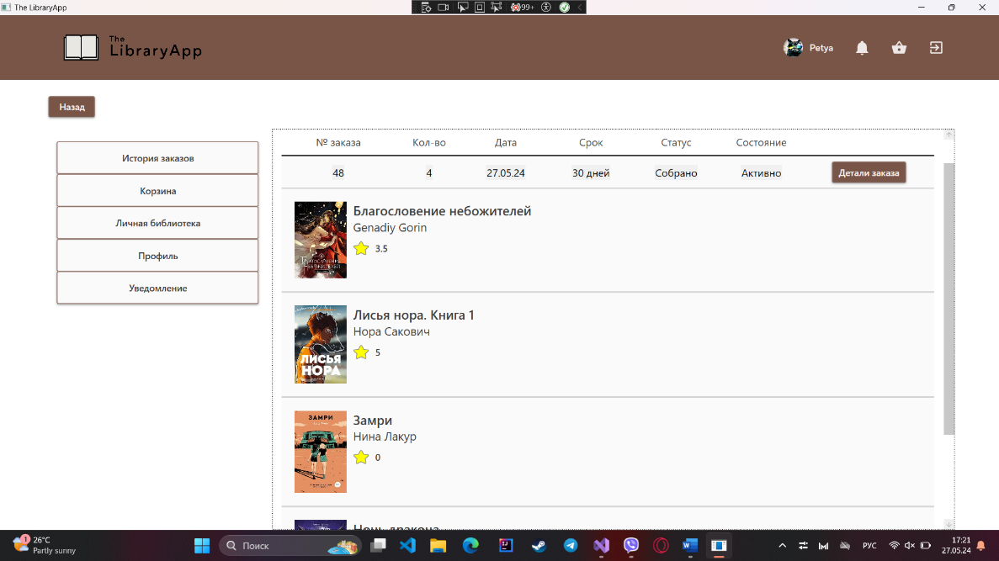 The LibraryApp
99+
The
LibraryApp
Petya
Назад
История заказов
Корзина
Личная библиотека
Профиль
Уведомление
№ заказа Кол-во Дата Срок Статус Состояние
48 4 27.05.24 30 дней Собрано Активно Детали заказа
Благословение небожителей
Genadiy Gorin
3.5
Лисья нора. Книга 1
Нора Сакович
5
ЛИСЬЯ
НОРА
Замри
Нина Лакур
0
ЗАМРИ
Ночь дракона
1
26°C
Partly sunny
Поиск
РУС
17:21
27.05.24